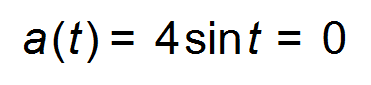 a(t) = 4sint = 0